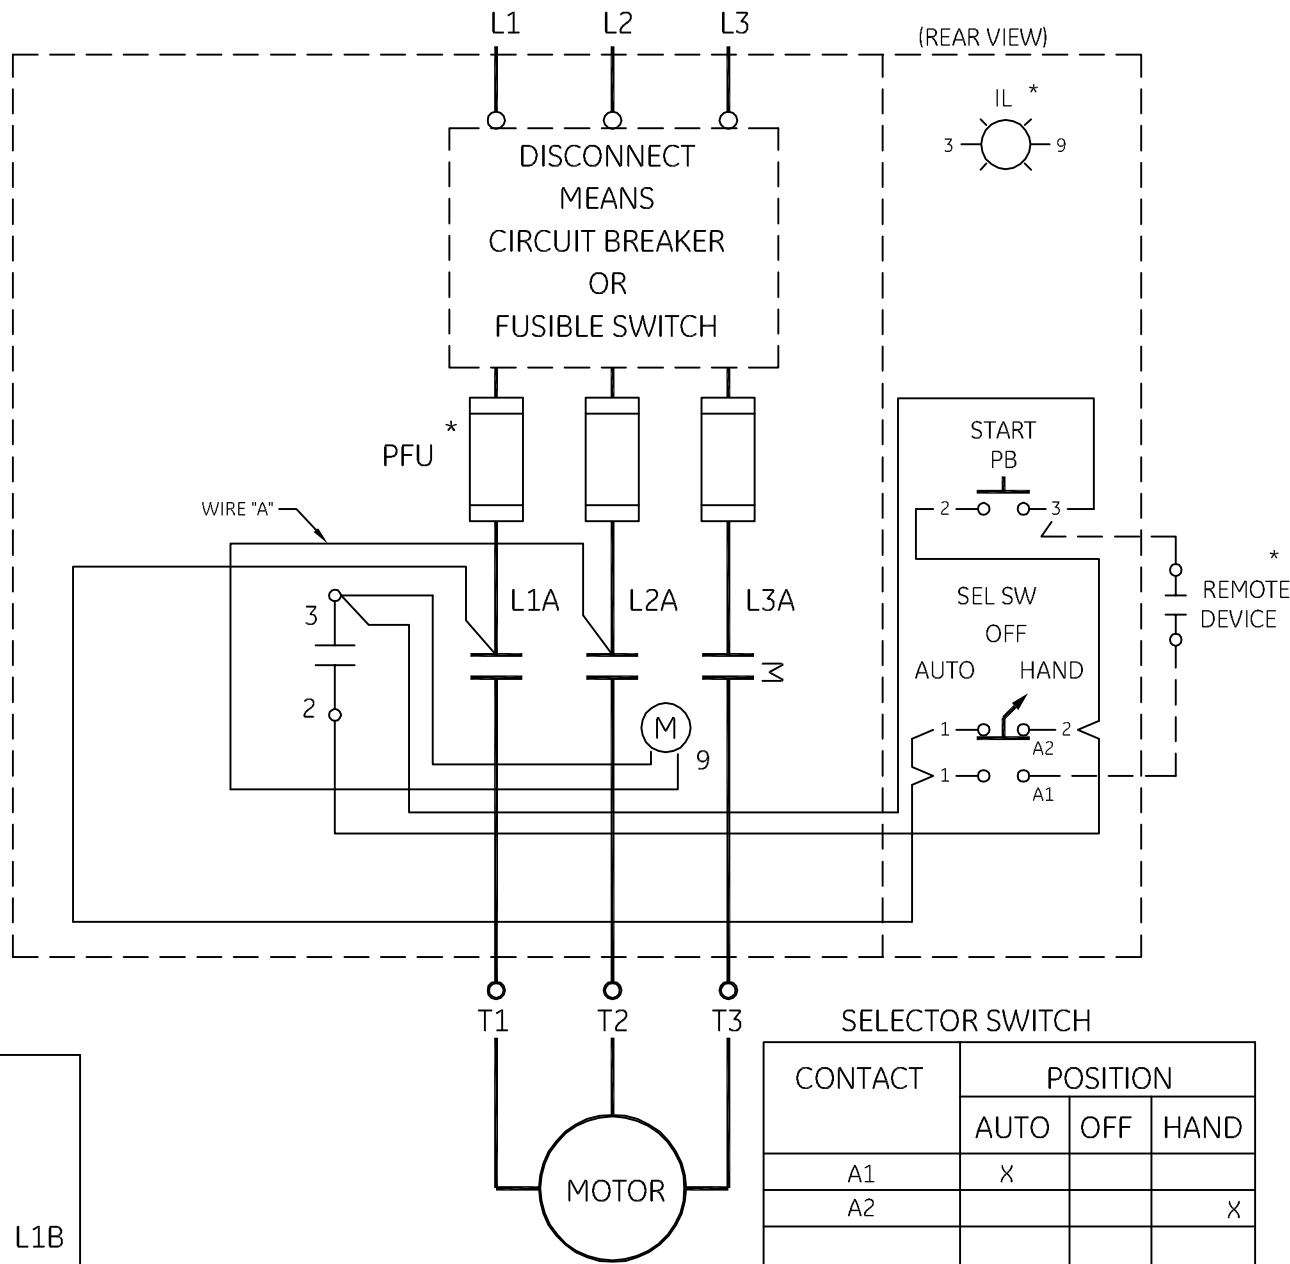 L1 L2 L3
(REAR VIEW)
IL *
3 9
DISCONNECT
MEANS
CIRCUIT BREAKER
OR
FUSIBLE SWITCH
PFU *
START
PB
2 3
WIRE "A"
*
REMOTE
DEVICE
3
L1A L2A L3A
SEL SW
OFF
AUTO HAND
M
2
M
9
1 2
A2
1
A1
T1 T2 T3
MOTOR
SELECTOR SWITCH
CONTACT POSITION
AUTO OFF HAND
A1 X
A2 X
L1B